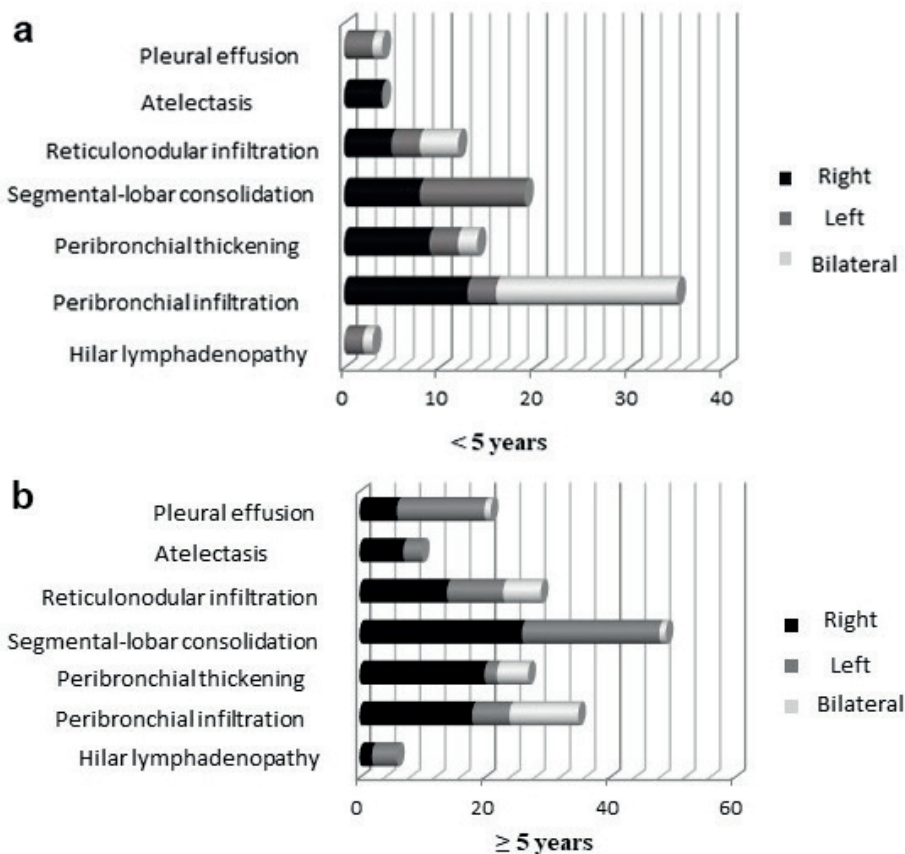 a
Pleural effusion
Atelectasis
Reticulonodular infiltration
Segmental-lobar consolidation
Peribronchial thickening
Peribronchial infiltration
Hilar lymphadenopathy
0 10 20 30 40
< 5 years
Right
Left
Bilateral
b
Pleural effusion
Atelectasis
Reticulonodular infiltration
Segmental-lobar consolidation
Peribronchial thickening
Peribronchial infiltration
Hilar lymphadenopathy
0 20 40 60
≥ 5 years
Right
Left
Bilateral